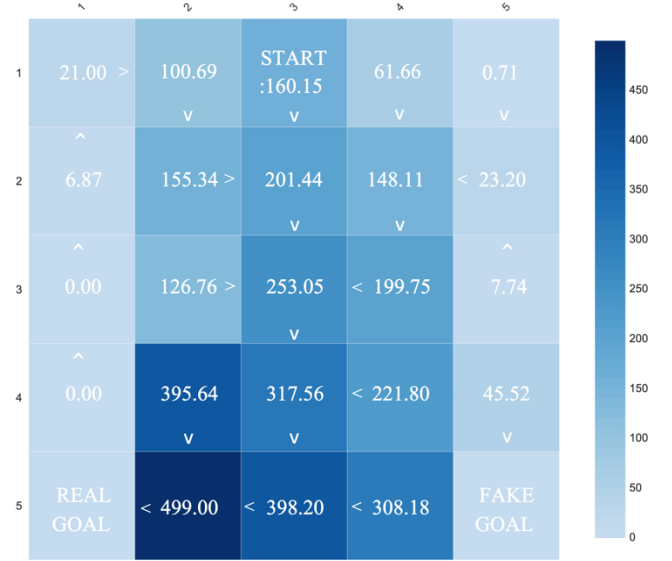 1 2 3 4 5
1 21.00 > 100.69 START :160.15 61.66 0.71
v v v v
^
2 6.87 155.34 > 201.44 148.11 < 23.20
v v
^ ^
3 0.00 126.76 > 253.05 < 199.75 7.74
v
^
4 0.00 395.64 317.56 < 221.80 45.52
v v v
5 REAL GOAL < 499.00 < 398.20 < 308.18 FAKE GOAL
450
400
350
300
250
200
150
100
50
0